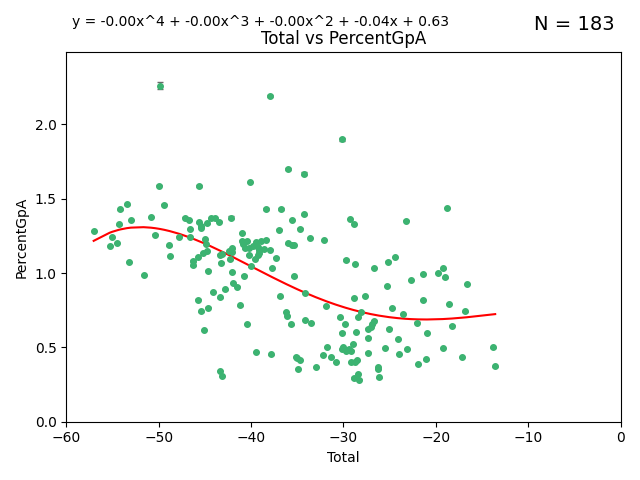 y = -0.00x^4 + -0.00x^3 + -0.00x^2 + -0.04x + 0.63
N = 183
Total vs PercentGpA
PercentGpA
2.0
1.5
1.0
0.5
0.0
−60 −50 −40 −30 −20 −10 0
Total